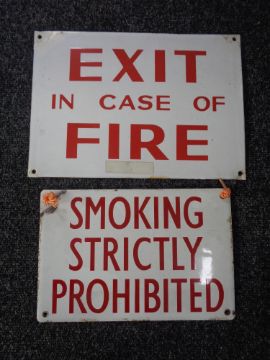 EXIT
IN CASE OF
FIRE
SMOKING
STRICTLY
PROHIBITED